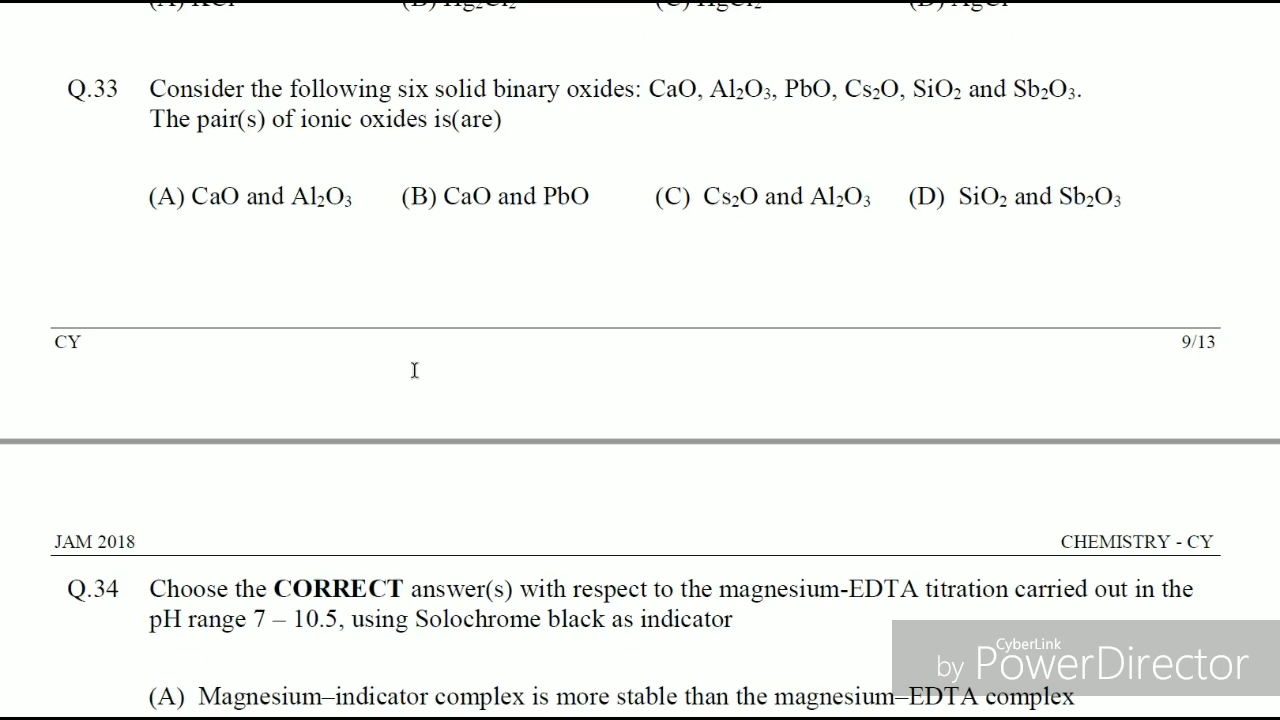 (A) KCl (B) Hg₂Cl₂ (C) HgCl₂ (D) AgCl
Q.33 Consider the following six solid binary oxides: CaO, Al₂O₃, PbO, Cs₂O, SiO₂ and Sb₂O₃.
The pair(s) of ionic oxides is(are)
(A) CaO and Al₂O₃ (B) CaO and PbO (C) Cs₂O and Al₂O₃ (D) SiO₂ and Sb₂O₃
CY 9/13
JAM 2018 CHEMISTRY - CY
Q.34 Choose the CORRECT answer(s) with respect to the magnesium-EDTA titration carried out in the
pH range 7 – 10.5, using Solochrome black as indicator
CyberLink
by PowerDirector
(A) Magnesium–indicator complex is more stable than the magnesium–EDTA complex